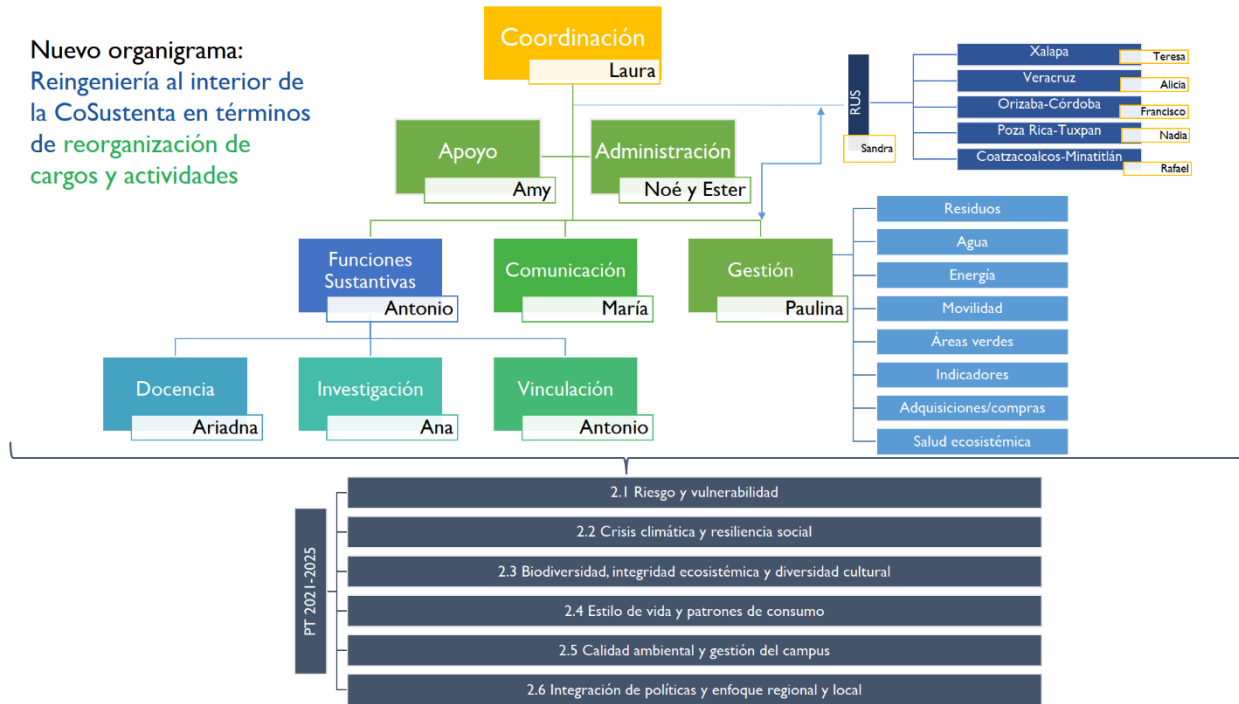 Nuevo organigrama:
Reingeniería al interior de
la CoSustenta en términos
de reorganización de
cargos y actividades
Coordinación
Laura
Apoyo
Amy
Administración
Noé y Ester
RUS
Sandra
Xalapa
Teresa
Veracruz
Alicia
Orizaba-Córdoba
Francisco
Poza Rica-Tuxpan
Nadia
Coatzacoalcos-Minatitlán
Rafael
Funciones
Sustantivas
Antonio
Comunicación
María
Gestión
Paulina
Residuos
Agua
Energía
Movilidad
Áreas verdes
Indicadores
Adquisiciones/compras
Salud ecosistémica
Docencia
Ariadna
Investigación
Ana
Vinculación
Antonio
PT 2021-2025
2.1 Riesgo y vulnerabilidad
2.2 Crisis climática y resiliencia social
2.3 Biodiversidad, integridad ecosistémica y diversidad cultural
2.4 Estilo de vida y patrones de consumo
2.5 Calidad ambiental y gestión del campus
2.6 Integración de políticas y enfoque regional y local